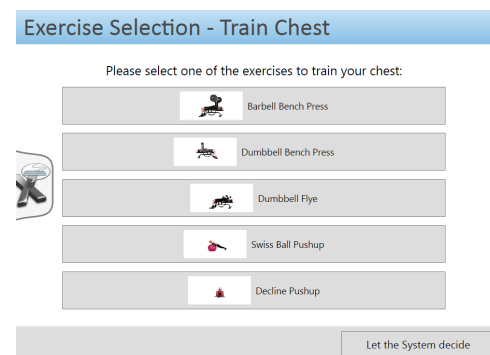 Exercise Selection - Train Chest
Please select one of the exercises to train your chest:
Barbell Bench Press
Dumbbell Bench Press
Dumbbell Flye
Swiss Ball Pushup
Decline Pushup
Let the System decide